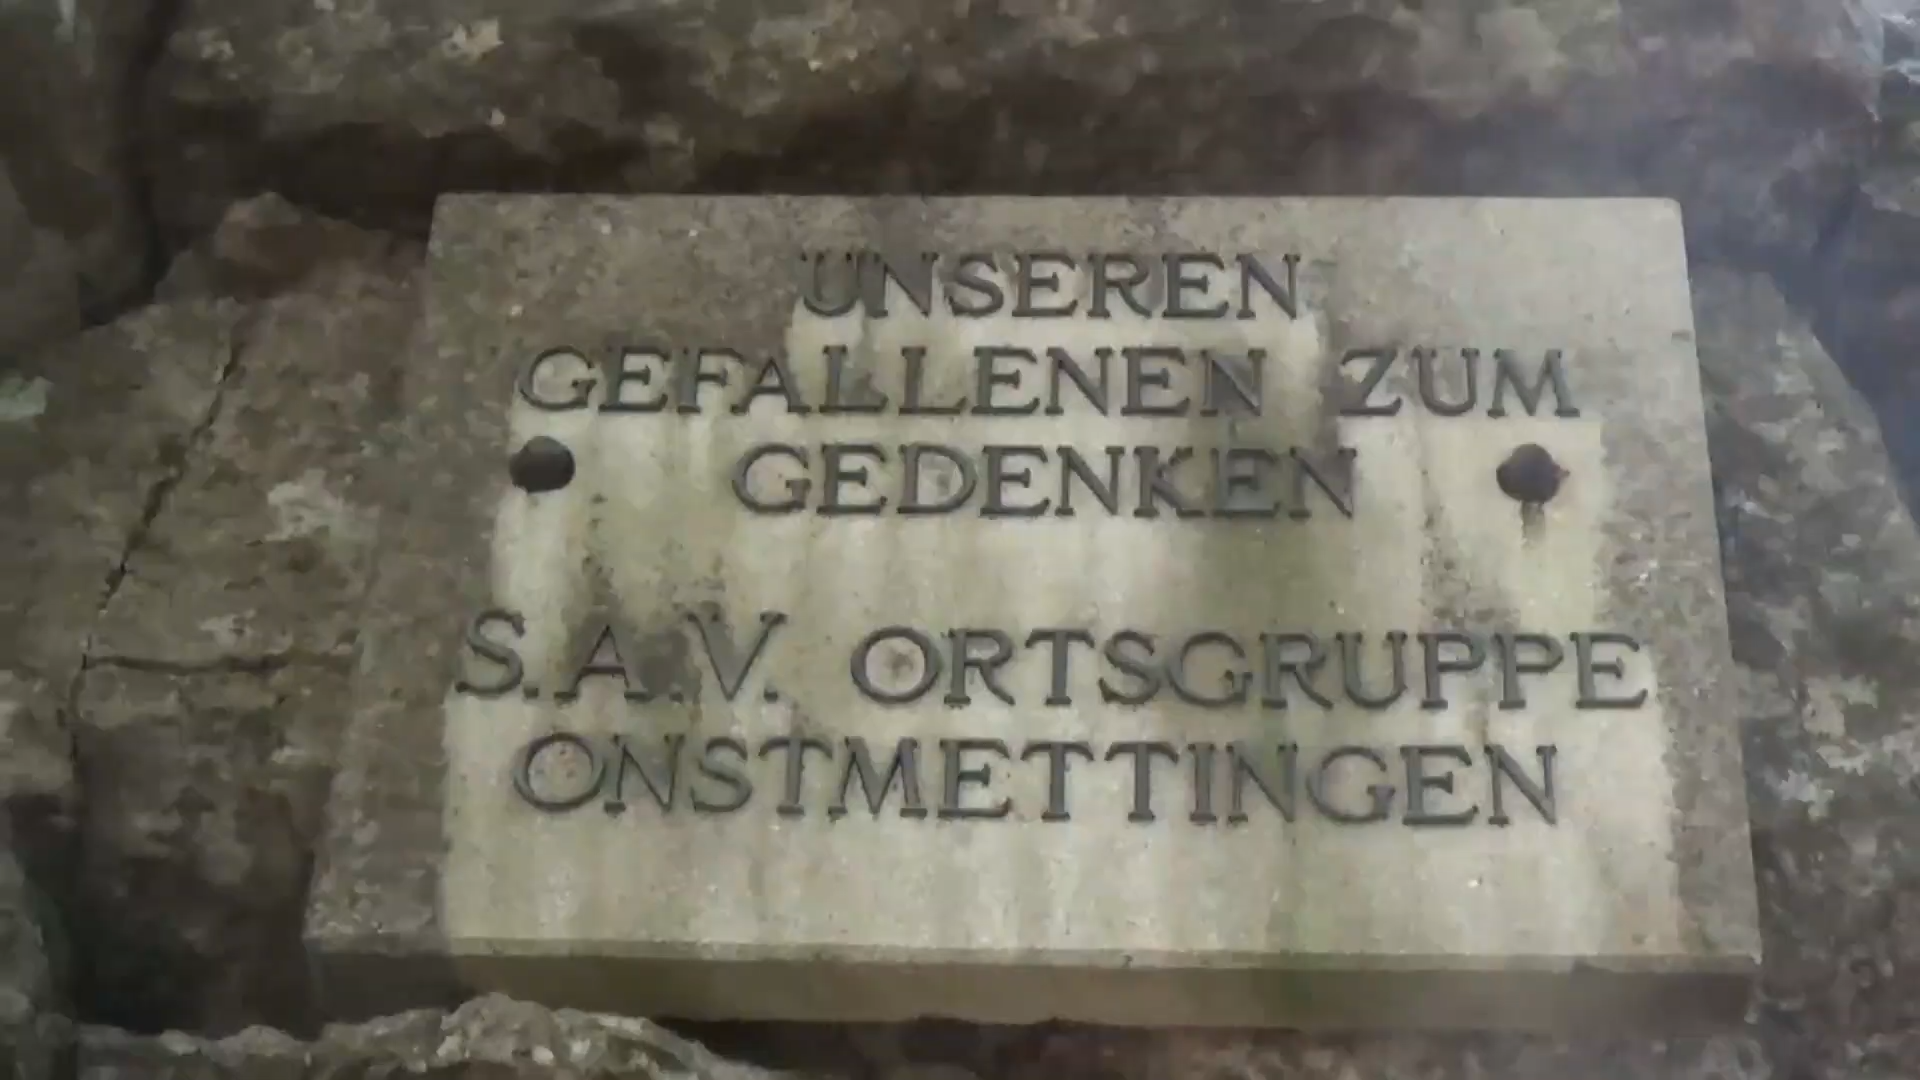 UNSEREN
GEFALLENEN ZUM
GEDENKEN
S.A.V. ORTSGRUPPE
ONSTMETTINGEN